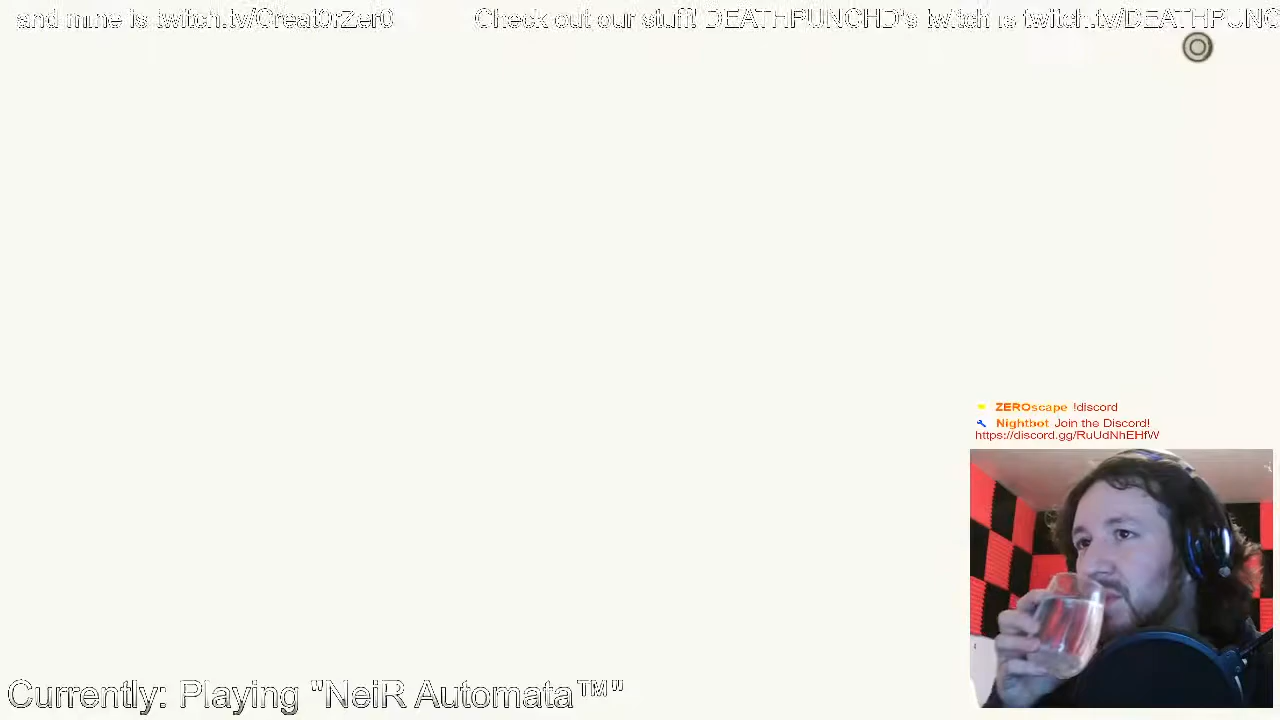 and mine is twitch.tv/Creat0rZer0 Check out our stuff! DEATHPUNCHD's twitch is twitch.tv/DEATHPUNC
ZEROscape !discord
Nightbot Join the Discord!
https://discord.gg/RuUdNhEHfW
Currently: Playing "NeiR Automata™"